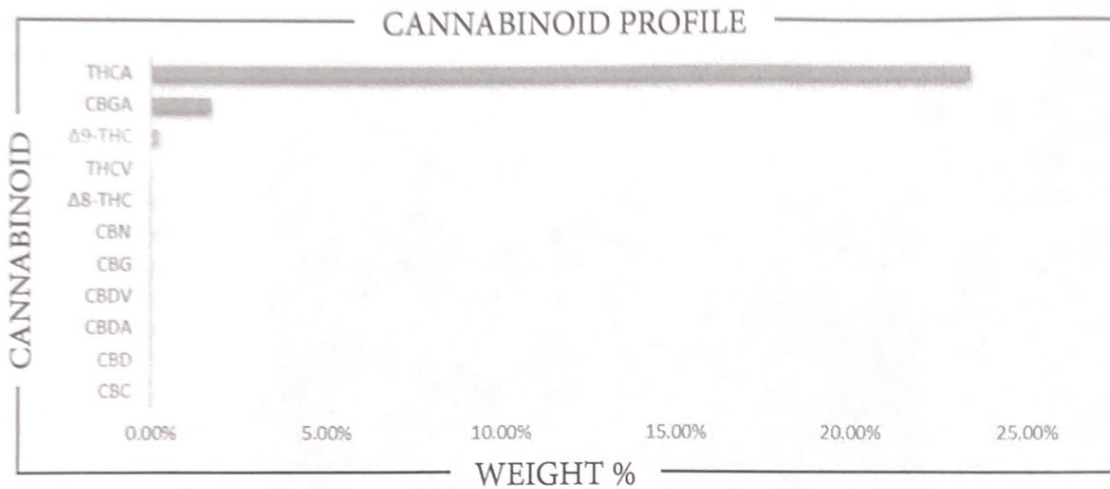 CANNABINOID PROFILE
CANNABINOID
THCA
CBGA
Δ9-THC
THCV
Δ8-THC
CBN
CBG
CBDV
CBDA
CBD
CBC
0.00% 5.00% 10.00% 15.00% 20.00% 25.00%
WEIGHT %